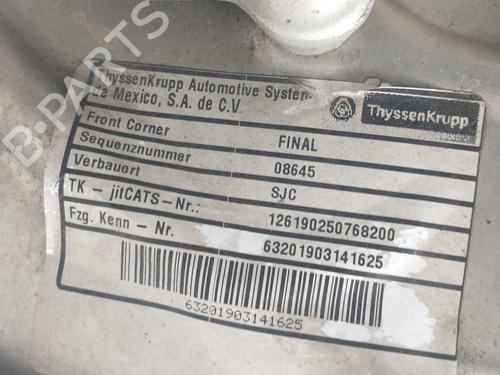 ThyssenKrupp Automotive System
de Mexico, S.A. de C.V.
ThyssenKrupp
Front Corner FINAL
Sequenznummer 08645
Verbauort SJC
TK - jitCATS-Nr.: 126190250768200
Fzg. Kenn - Nr. 63201903141625
63201903141625
B-PARTS